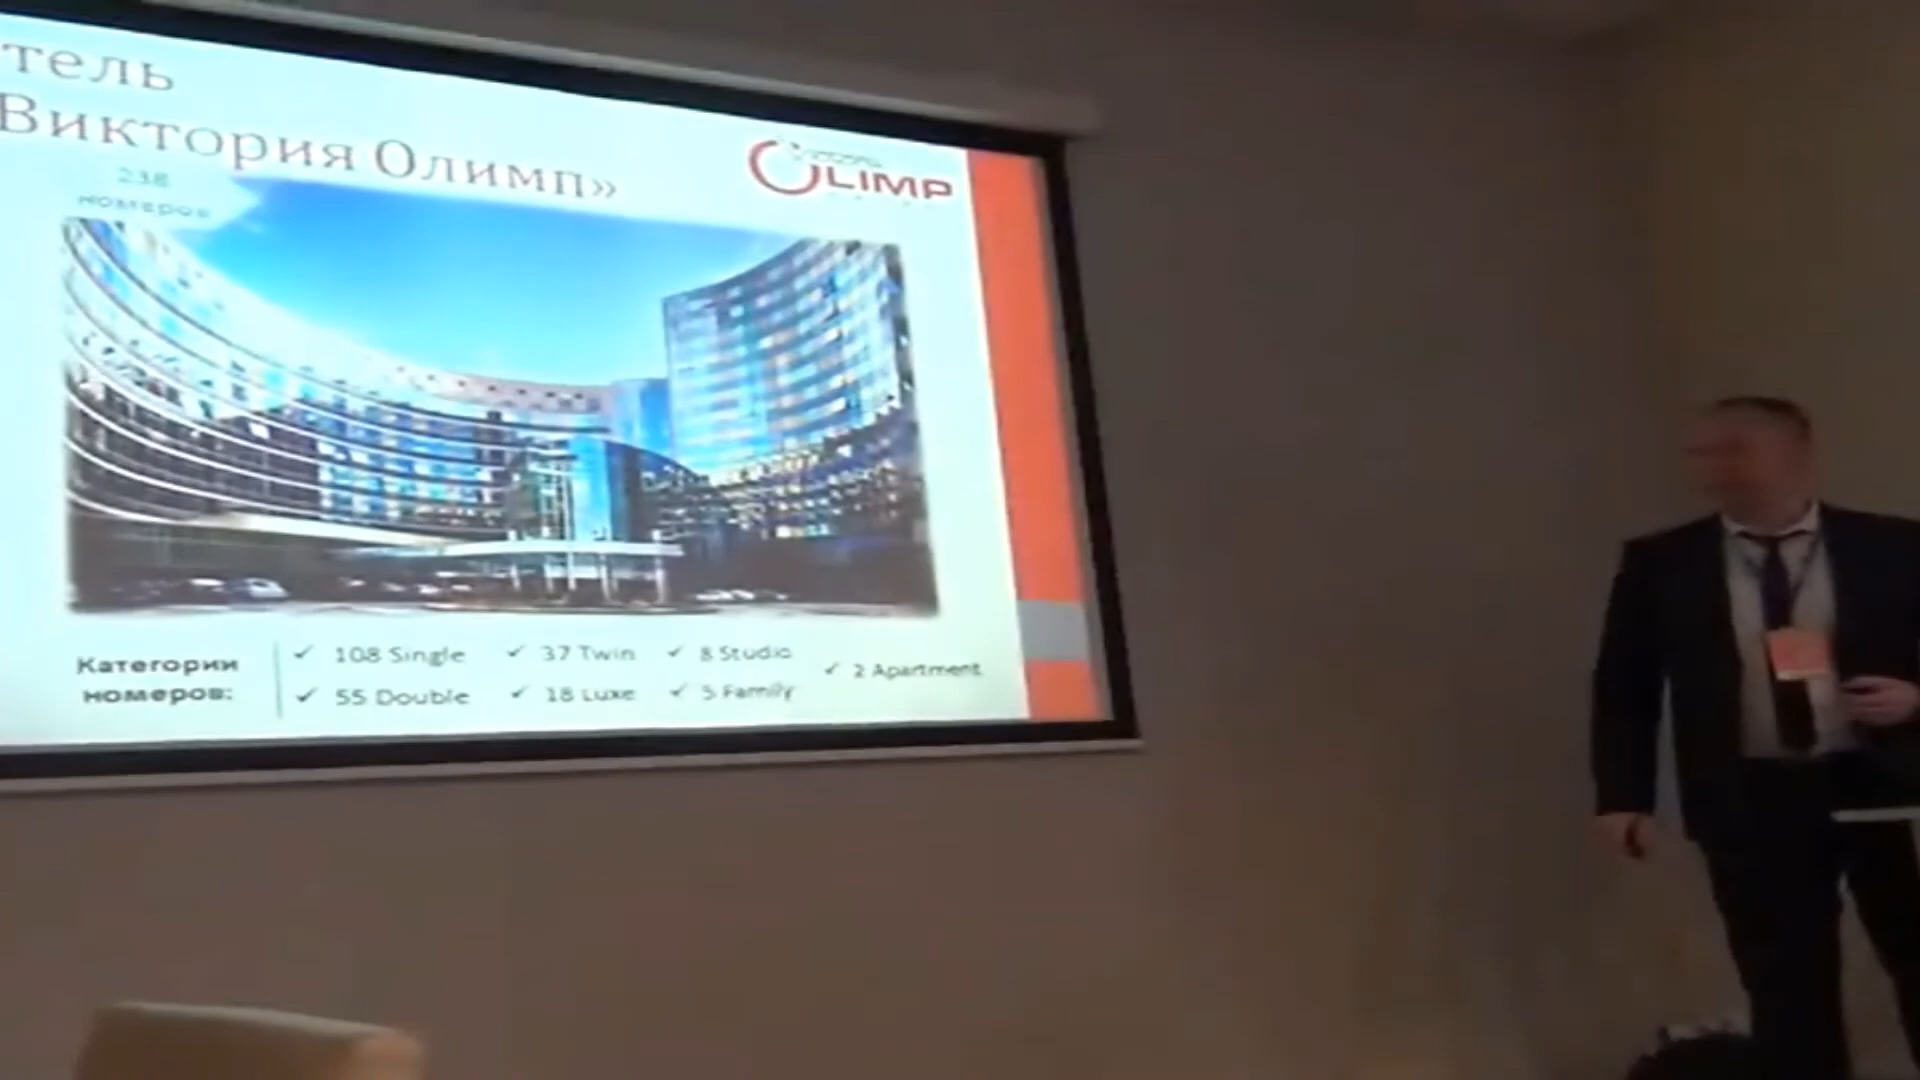 тель
Виктория Олимп»
OLIMP
238
номеров
Категории
номеров:
✓ 108 Single
✓ 55 Double
✓ 37 Twin
✓ 18 Luxe
✓ 8 Studio
✓ 5 Family
✓ 2 Apartment